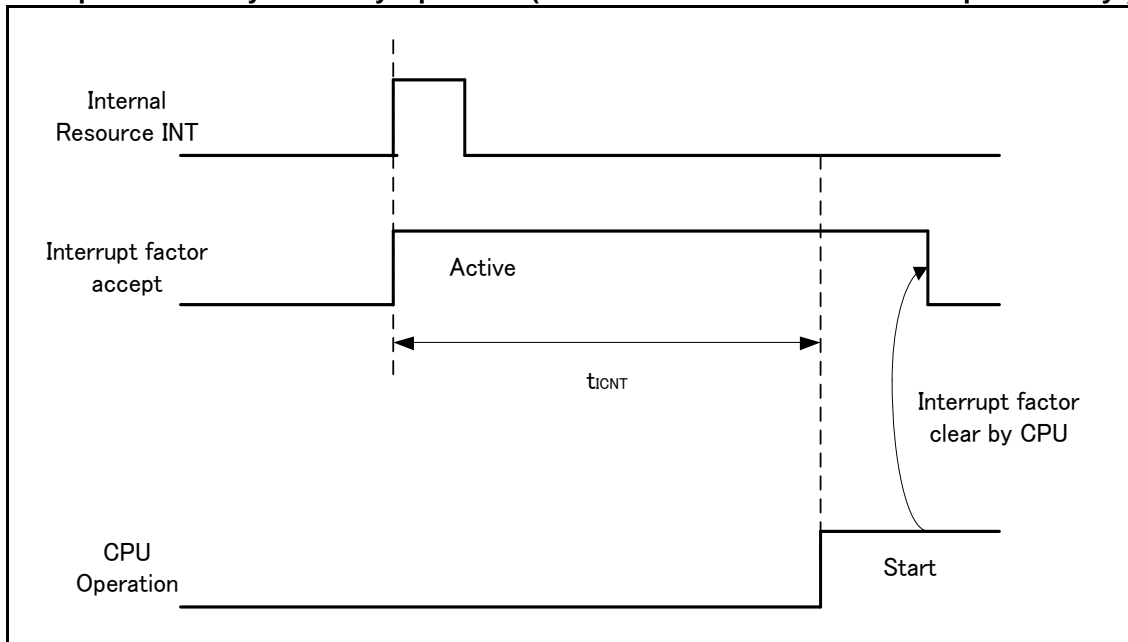 Internal
Resource INT
Interrupt factor
accept
Active
tICNT
Interrupt factor
clear by CPU
CPU
Operation
Start